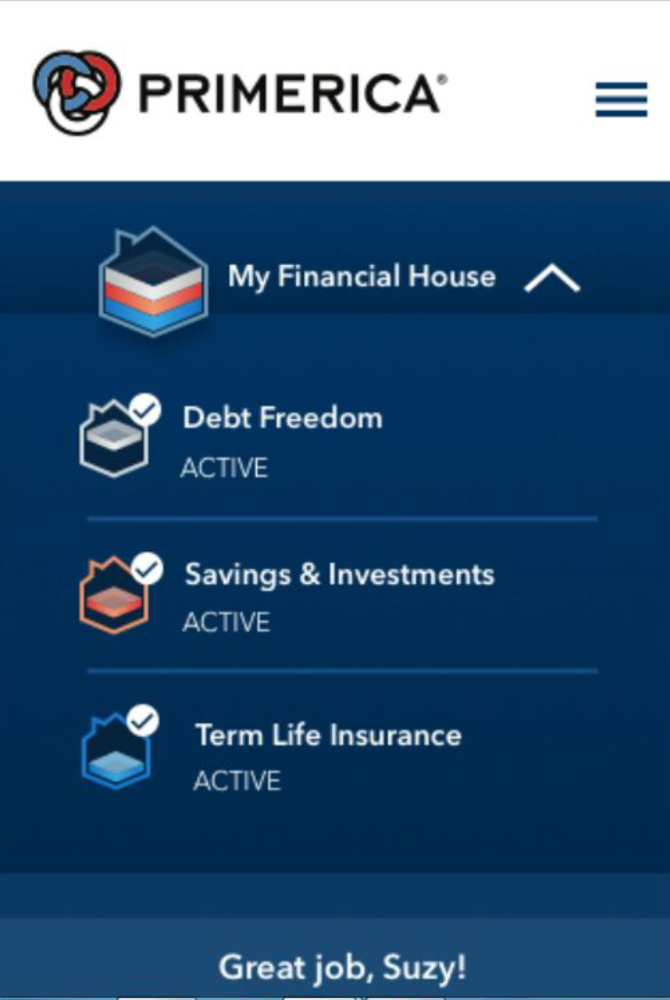 PRIMERICA®
My Financial House
Debt Freedom
ACTIVE
Savings & Investments
ACTIVE
Term Life Insurance
ACTIVE
Great job, Suzy!